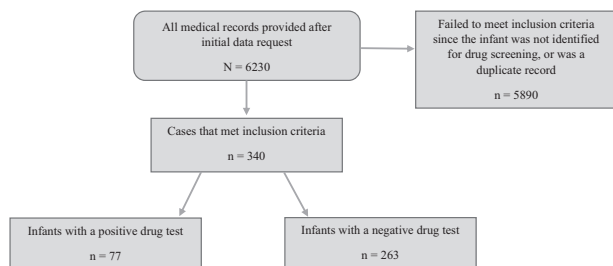 All medical records provided after
initial data request
N = 6230
Failed to meet inclusion criteria
since the infant was not identified
for drug screening, or was a
duplicate record
n = 5890
Cases that met inclusion criteria
n = 340
Infants with a positive drug test
n = 77
Infants with a negative drug test
n = 263